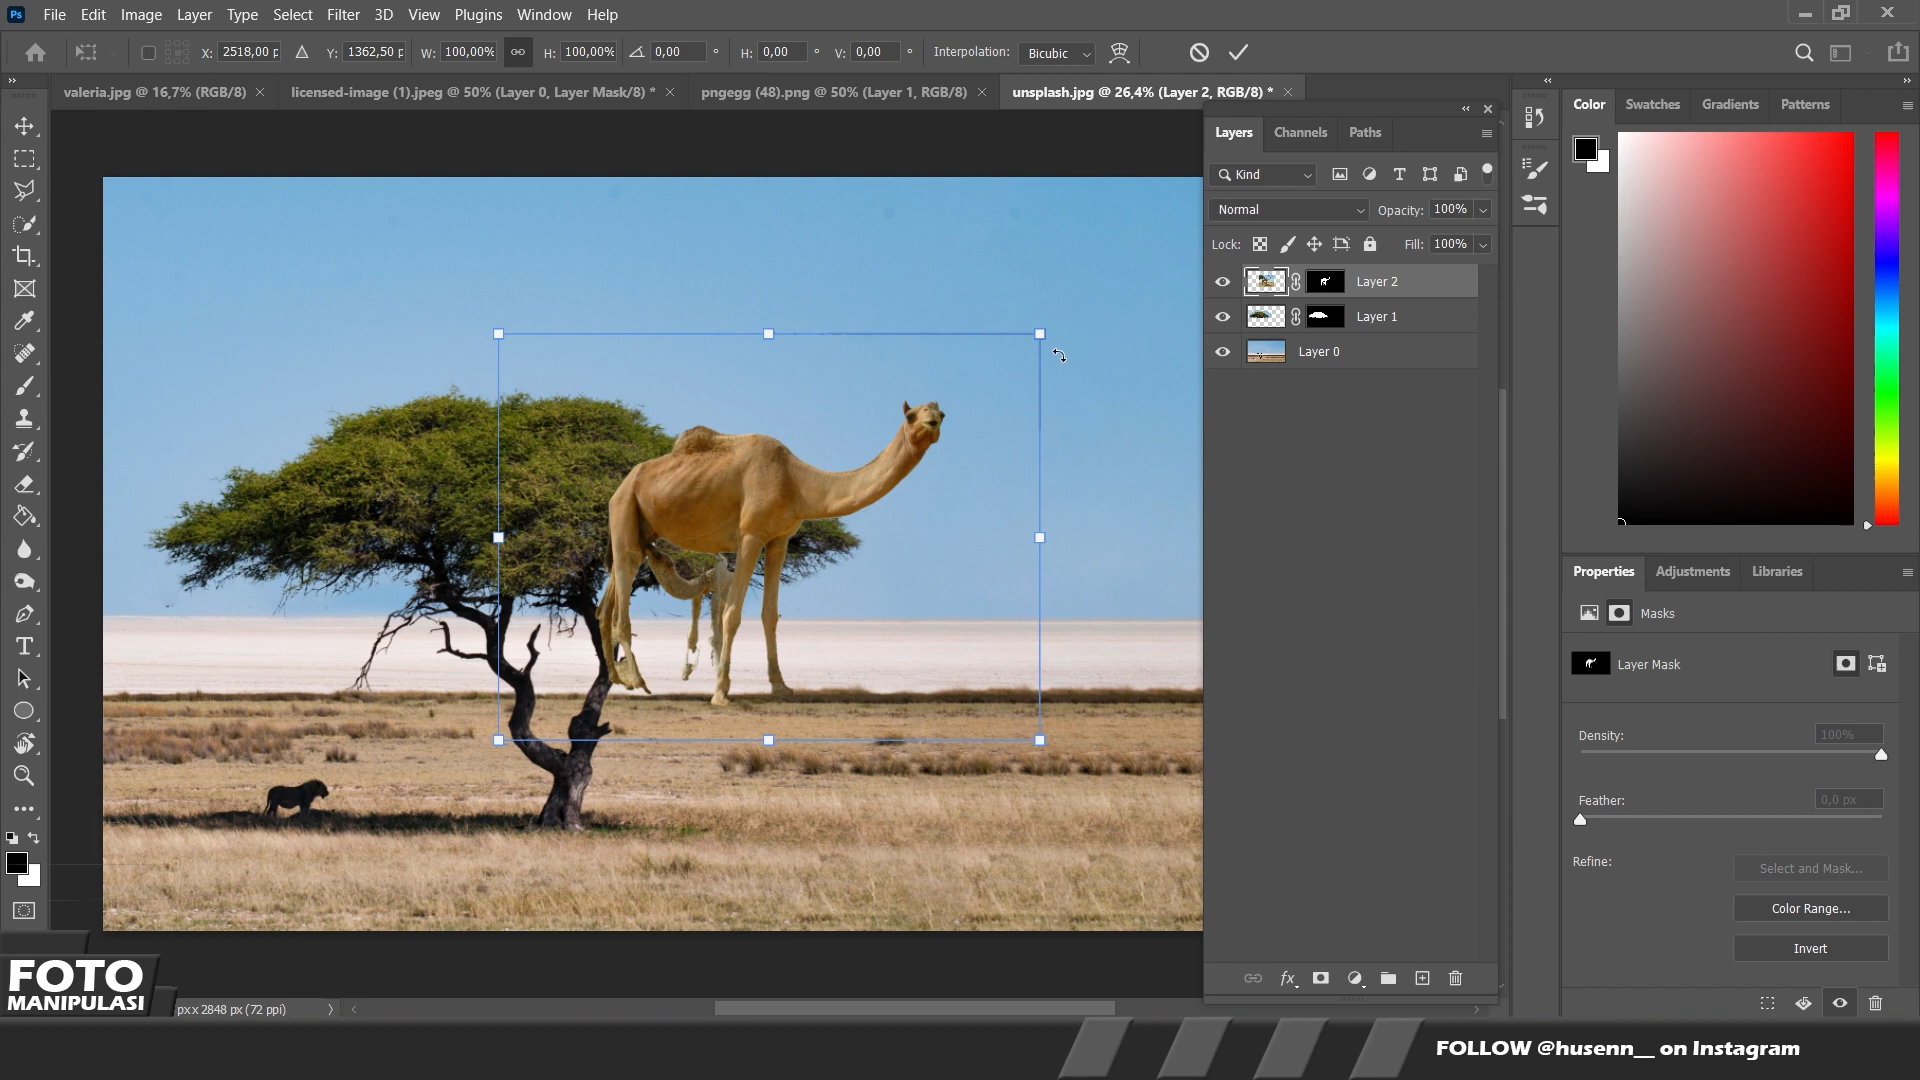 Ps File Edit Image Layer Type Select Filter 3D View Plugins Window Help
X: 2518,00 p Y: 1362,50 p W: 100,00% H: 100,00% 0,00 ° H: 0,00 ° V: 0,00 ° Interpolation: Bicubic
valeria.jpg @ 16,7% (RGB/8) × licensed-image (1).jpeg @ 50% (Layer 0, Layer Mask/8) * × pngegg (48).png @ 50% (Layer 1, RGB/8) × unsplash.jpg @ 26,4% (Layer 2, RGB/8) * ×
Layers Channels Paths
Kind
Normal Opacity: 100%
Lock: Fill: 100%
Layer 2
Layer 1
Layer 0
fx
Color Swatches Gradients Patterns
Properties Adjustments Libraries
Masks
Layer Mask
Density: 100%
Feather: 0,0 px
Refine: Select and Mask...
Color Range...
Invert
FOTO
MANIPULASI
px x 2848 px (72 ppi)
FOLLOW @husenn__ on Instagram